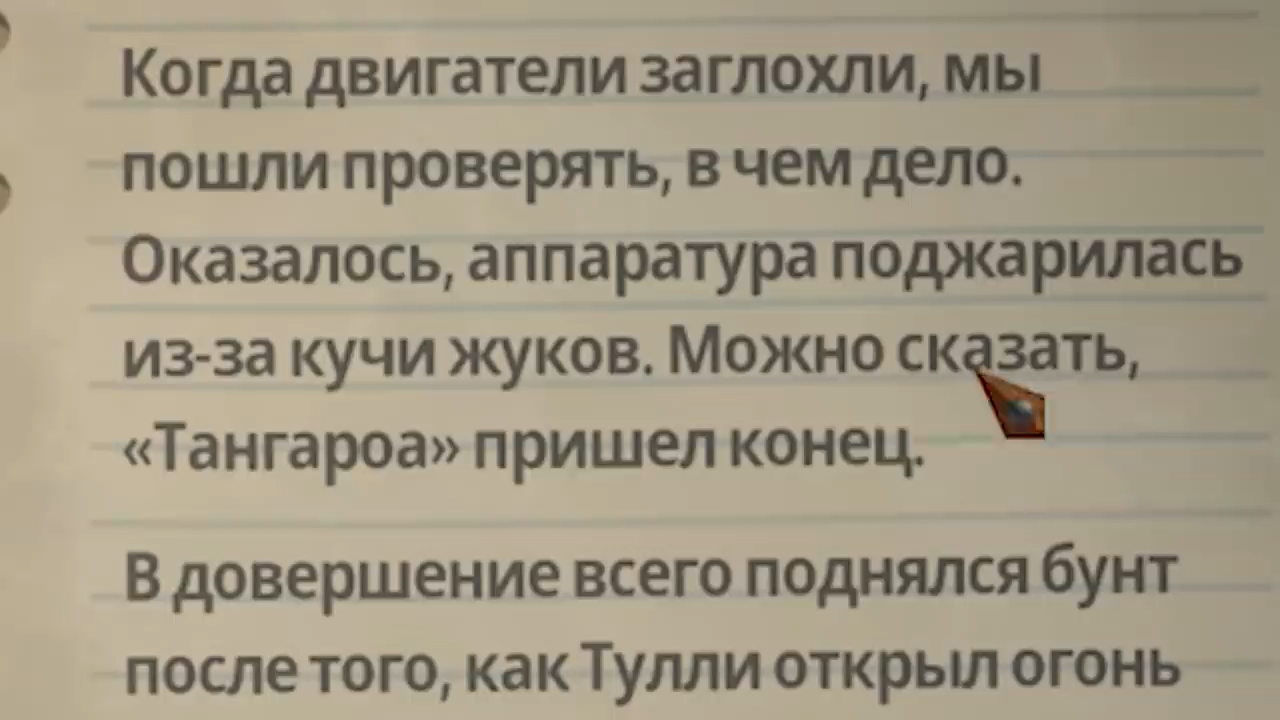 Когда двигатели заглохли, мы
пошли проверять, в чем дело.
Оказалось, аппаратура поджарилась
из-за кучи жуков. Можно сказать,
«Тангароа» пришел конец.
В довершение всего поднялся бунт
после того, как Тулли открыл огонь